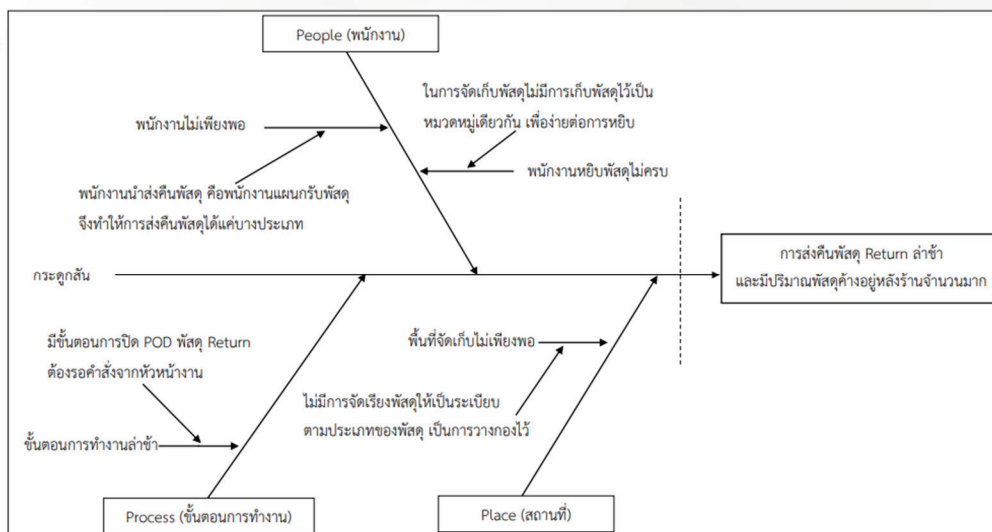 People (พนักงาน)
ในการจัดเก็บพัสดุไม่มีการเก็บพัสดุไว้เป็น
หมวดหมู่เดียวกัน เพื่อง่ายต่อการหยิบ
พนักงานไม่เพียงพอ
พนักงานหยิบพัสดุไม่ครบ
พนักงานนำส่งคืนพัสดุ คือพนักงานแผนกรับพัสดุ
จึงทำให้การส่งคืนพัสดุได้แค่บางประเภท
กระดูกสัน
การส่งคืนพัสดุ Return ล่าช้า
และมีปริมาณพัสดุค้างอยู่หลังร้านจำนวนมาก
มีขั้นตอนการปิด POD พัสดุ Return
ต้องรอคำสั่งจากหัวหน้างาน
พื้นที่จัดเก็บไม่เพียงพอ
ไม่มีการจัดเรียงพัสดุให้เป็นระเบียบ
ตามประเภทของพัสดุ เป็นการวางกองไว้
ขั้นตอนการทำงานล่าช้า
Process (ขั้นตอนการทำงาน)
Place (สถานที่)